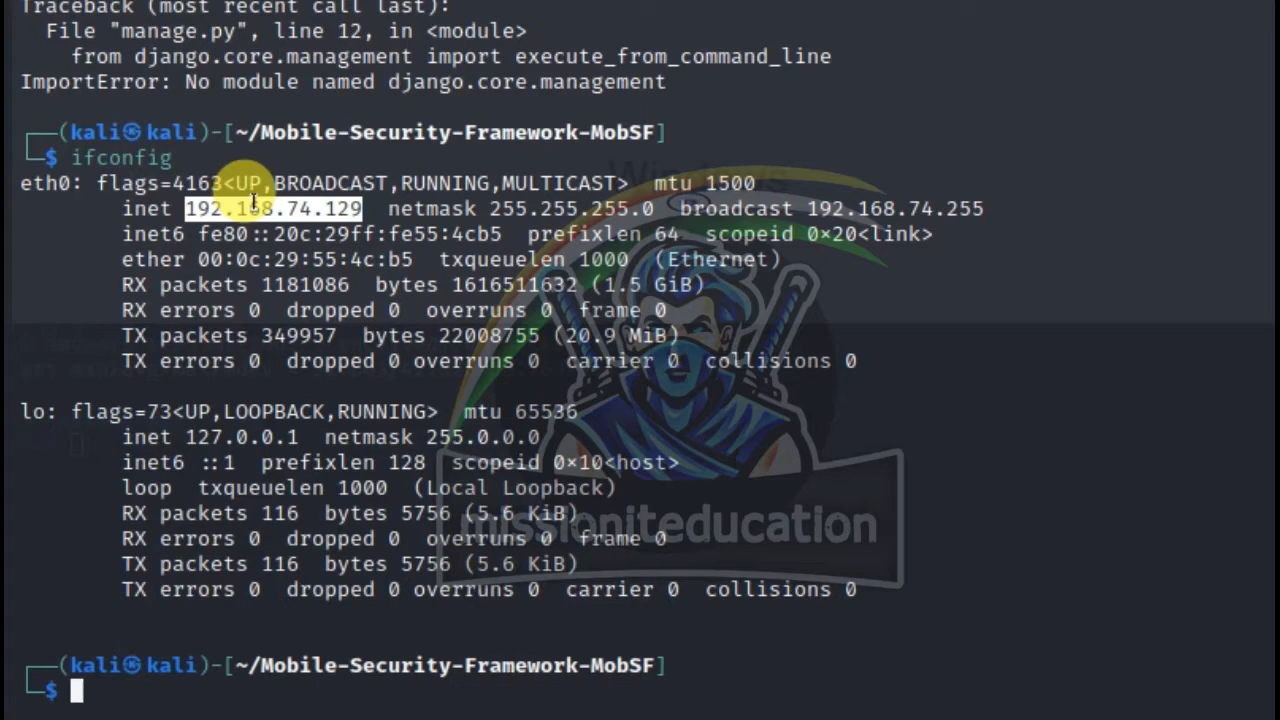 Traceback (most recent call last):
File "manage.py", line 12, in <module>
from django.core.management import execute_from_command_line
ImportError: No module named django.core.management
(kali㉿kali)-[~/Mobile-Security-Framework-MobSF]
$ ifconfig
eth0: flags=4163<UP,BROADCAST,RUNNING,MULTICAST> mtu 1500
inet 192.168.74.129 netmask 255.255.255.0 broadcast 192.168.74.255
inet6 fe80::20c:29ff:fe55:4cb5 prefixlen 64 scopeid 0×20<link>
ether 00:0c:29:55:4c:b5 txqueuelen 1000 (Ethernet)
RX packets 1181086 bytes 1616511632 (1.5 GiB)
RX errors 0 dropped 0 overruns 0 frame 0
TX packets 349957 bytes 22008755 (20.9 MiB)
TX errors 0 dropped 0 overruns 0 carrier 0 collisions 0
lo: flags=73<UP,LOOPBACK,RUNNING> mtu 65536
inet 127.0.0.1 netmask 255.0.0.0
inet6 ::1 prefixlen 128 scopeid 0×10<host>
loop txqueuelen 1000 (Local Loopback)
RX packets 116 bytes 5756 (5.6 KiB)
missioniteducation
RX errors 0 dropped 0 overruns 0 frame 0
TX packets 116 bytes 5756 (5.6 KiB)
TX errors 0 dropped 0 overruns 0 carrier 0 collisions 0
(kali㉿kali)-[~/Mobile-Security-Framework-MobSF]
$